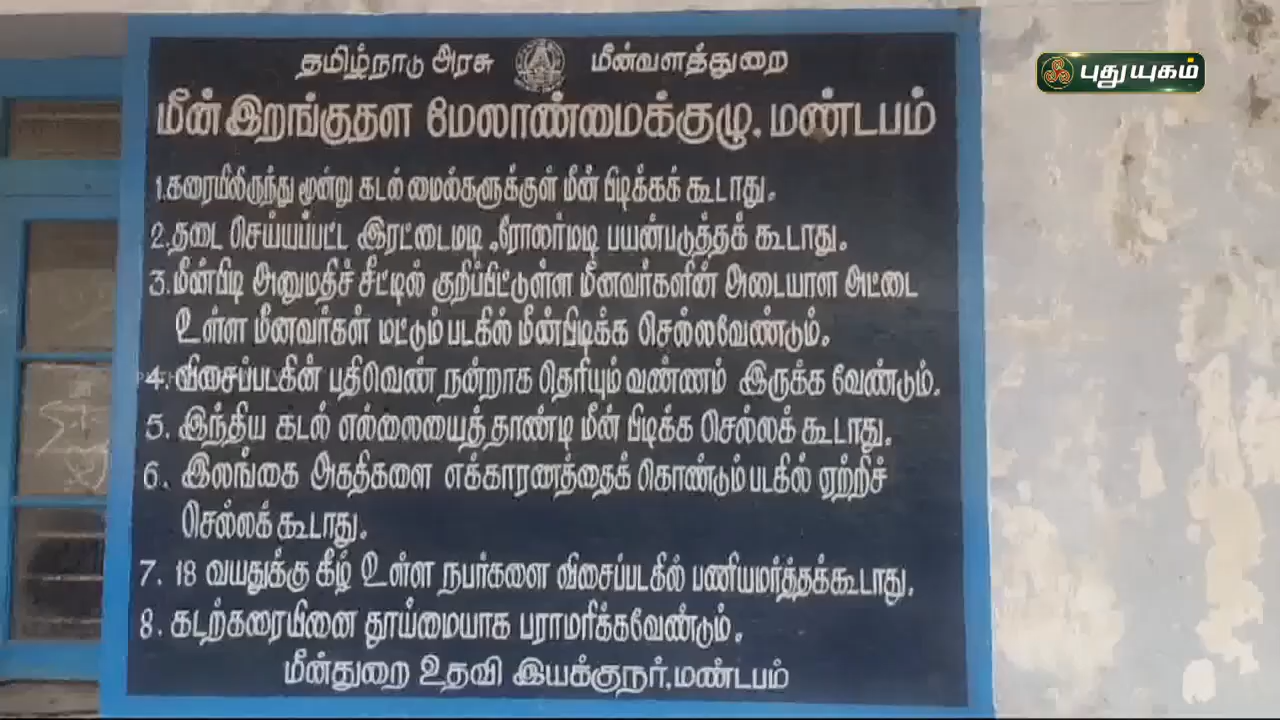 தமிழ்நாடு அரசு மீன்வளத்துறை
புதுயுகம்
மீன் இறங்குதள மேலாண்மைக்குழு, மண்டபம்
1.கரையிலிருந்து மூன்று கடல் மைல்களுக்குள் மீன் பிடிக்கக் கூடாது.
2.தடை செய்யப்பட்ட இரட்டைமடி ,ரோலர்மடி பயன்படுத்தக் கூடாது.
3.மீன்பிடி அனுமதிச் சீட்டில் குறிப்பிட்டுள்ள மீனவர்களின் அடையாள அட்டை
உள்ள மீனவர்கள் மட்டும் படகில் மீன்பிடிக்க செல்லவேண்டும்.
4. விசைப்படகின் பதிவெண் நன்றாக தெரியும் வண்ணம் இருக்க வேண்டும்.
5. இந்திய கடல் எல்லையைத் தாண்டி மீன் பிடிக்க செல்லக் கூடாது.
6. இலங்கை அகதிகளை எக்காரணத்தைக் கொண்டும் படகில் ஏற்றிச்
செல்லக் கூடாது.
7. 18 வயதுக்கு கீழ் உள்ள நபர்களை விசைப்படகில் பணியமர்த்தக்கூடாது.
8. கடற்கரையினை தூய்மையாக பராமரிக்கவேண்டும்.
மீன்துறை உதவி இயக்குநர்,மண்டபம்